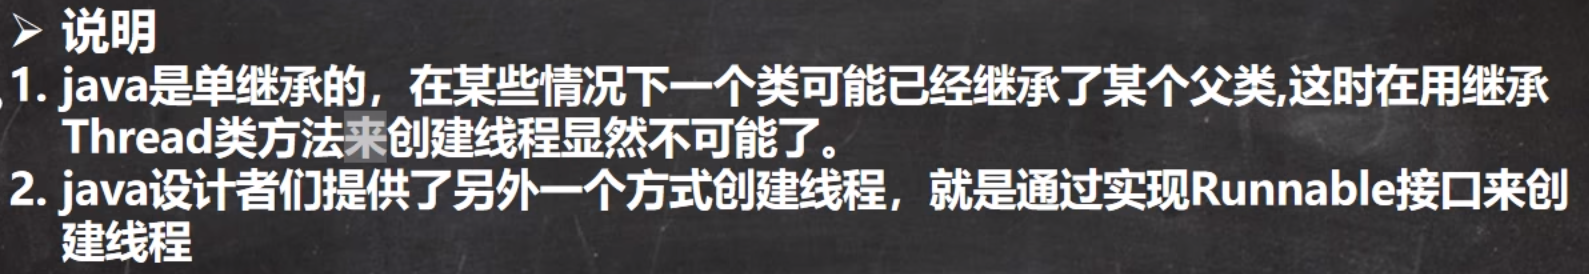 ➢ 说明
1. java是单继承的，在某些情况下一个类可能已经继承了某个父类,这时在用继承
Thread类方法来创建线程显然不可能了。
2. java设计者们提供了另外一个方式创建线程，就是通过实现Runnable接口来创
建线程